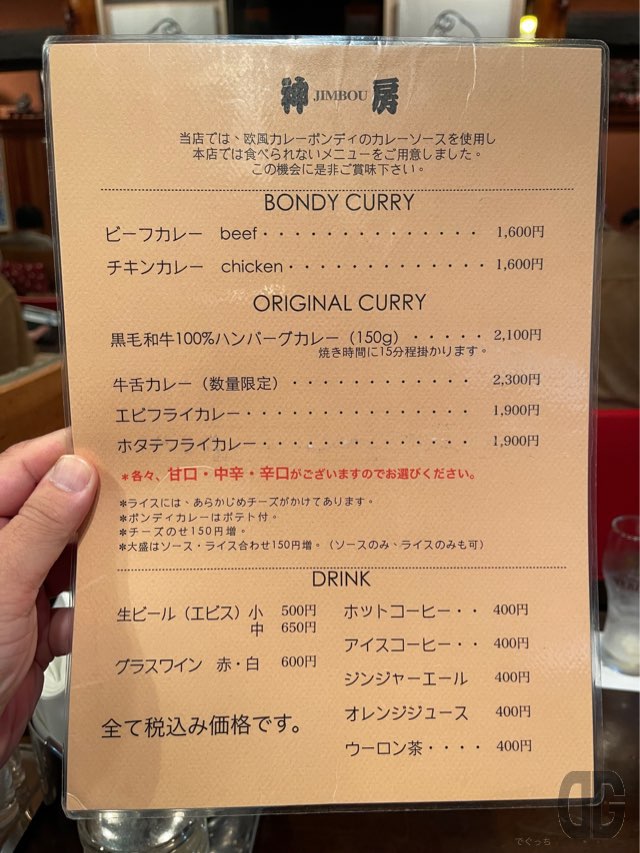 神 JIMBOU 房
当店では、欧風カレーボンディのカレーソースを使用し
本店では食べられないメニューをご用意しました。
この機会に是非ご賞味下さい。
BONDY CURRY
ビーフカレー beef・・・・・・・・・・・・・・・ 1,600円
チキンカレー chicken・・・・・・・・・・・・・ 1,600円
ORIGINAL CURRY
黒毛和牛100%ハンバーグカレー（150g）・・・・・ 2,100円
焼き時間に15分程掛かります。
牛舌カレー（数量限定）・・・・・・・・・・・・ 2,300円
エビフライカレー・・・・・・・・・・・・・・・ 1,900円
ホタテフライカレー・・・・・・・・・・・・・・ 1,900円
＊各々、甘口・中辛・辛口がございますのでお選びください。
＊ライスには、あらかじめチーズがかけてあります。
＊ボンディカレーはポテト付。
＊チーズのせ150円増。
＊大盛はソース・ライス合わせ150円増。（ソースのみ、ライスのみも可）
DRINK
生ビール（エビス）小 500円
中 650円
グラスワイン 赤・白 600円
全て税込み価格です。
ホットコーヒー・・ 400円
アイスコーヒー・・ 400円
ジンジャーエール 400円
オレンジジュース 400円
ウーロン茶・・・・ 400円
でぐっち